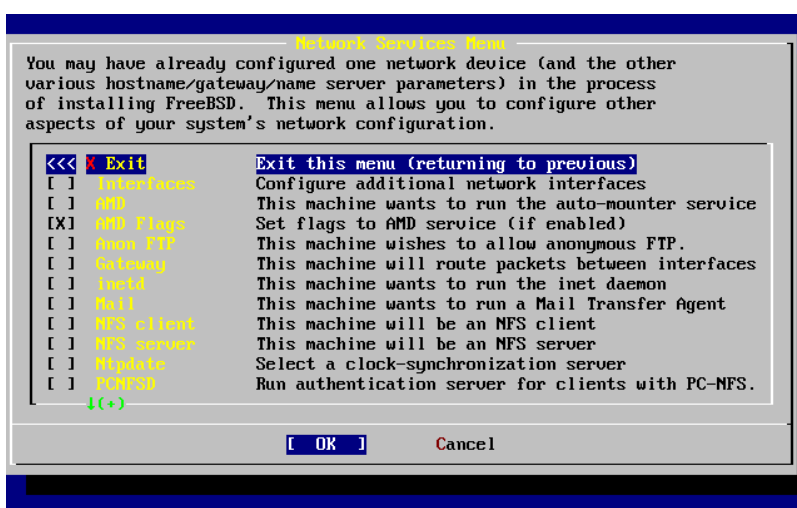 Network Services Menu
You may have already configured one network device (and the other
various hostname/gateway/name server parameters) in the process
of installing FreeBSD.  This menu allows you to configure other
aspects of your system's network configuration.
<<< X Exit Exit this menu (returning to previous)
[ ] Interfaces Configure additional network interfaces
[ ] AMD This machine wants to run the auto-mounter service
[X] AMD Flags Set flags to AMD service (if enabled)
[ ] Anon FTP This machine wishes to allow anonymous FTP.
[ ] Gateway This machine will route packets between interfaces
[ ] inetd This machine wants to run the inet daemon
[ ] Mail This machine wants to run a Mail Transfer Agent
[ ] NFS client This machine will be an NFS client
[ ] NFS server This machine will be an NFS server
[ ] Ntpdate Select a clock-synchronization server
[ ] PCNFSD Run authentication server for clients with PC-NFS.
↓(+)
[ OK ] Cancel